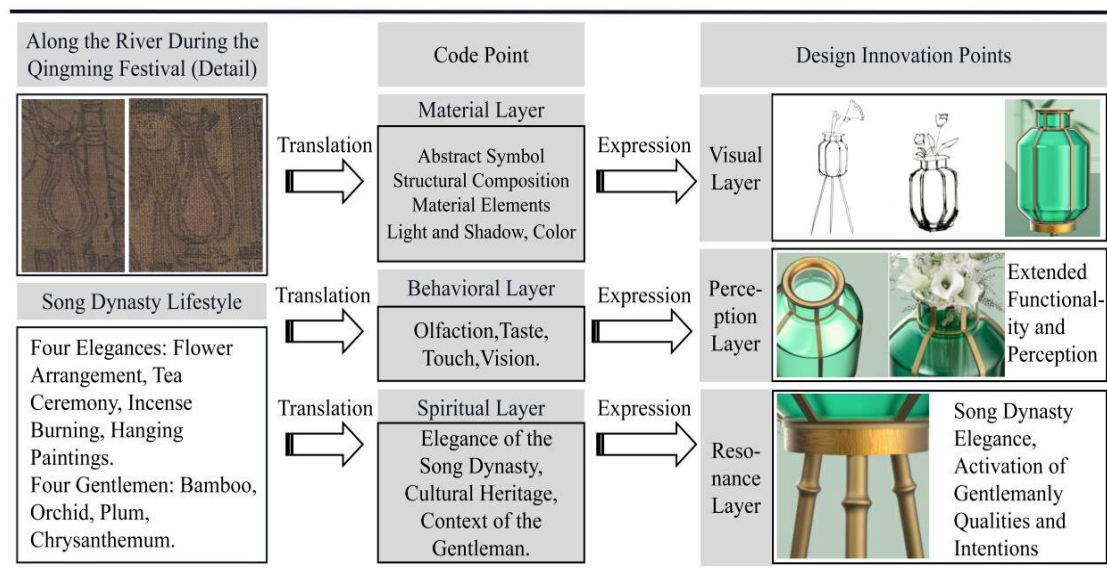 Along the River During the
Qingming Festival (Detail)
Code Point
Design Innovation Points
Translation
Material Layer
Abstract Symbol
Structural Composition
Material Elements
Light and Shadow, Color
Expression
Visual
Layer
Song Dynasty Lifestyle
Four Elegances: Flower
Arrangement, Tea
Ceremony, Incense
Burning, Hanging
Paintings.
Four Gentlemen: Bamboo,
Orchid, Plum,
Chrysanthemum.
Translation
Behavioral Layer
Olfaction,Taste,
Touch,Vision.
Expression
Perce-
ption
Layer
Extended
Functional-
ity and
Perception
Translation
Spiritual Layer
Elegance of the
Song Dynasty,
Cultural Heritage,
Context of the
Gentleman.
Expression
Reso-
nance
Layer
Song Dynasty
Elegance,
Activation of
Gentlemanly
Qualities and
Intentions